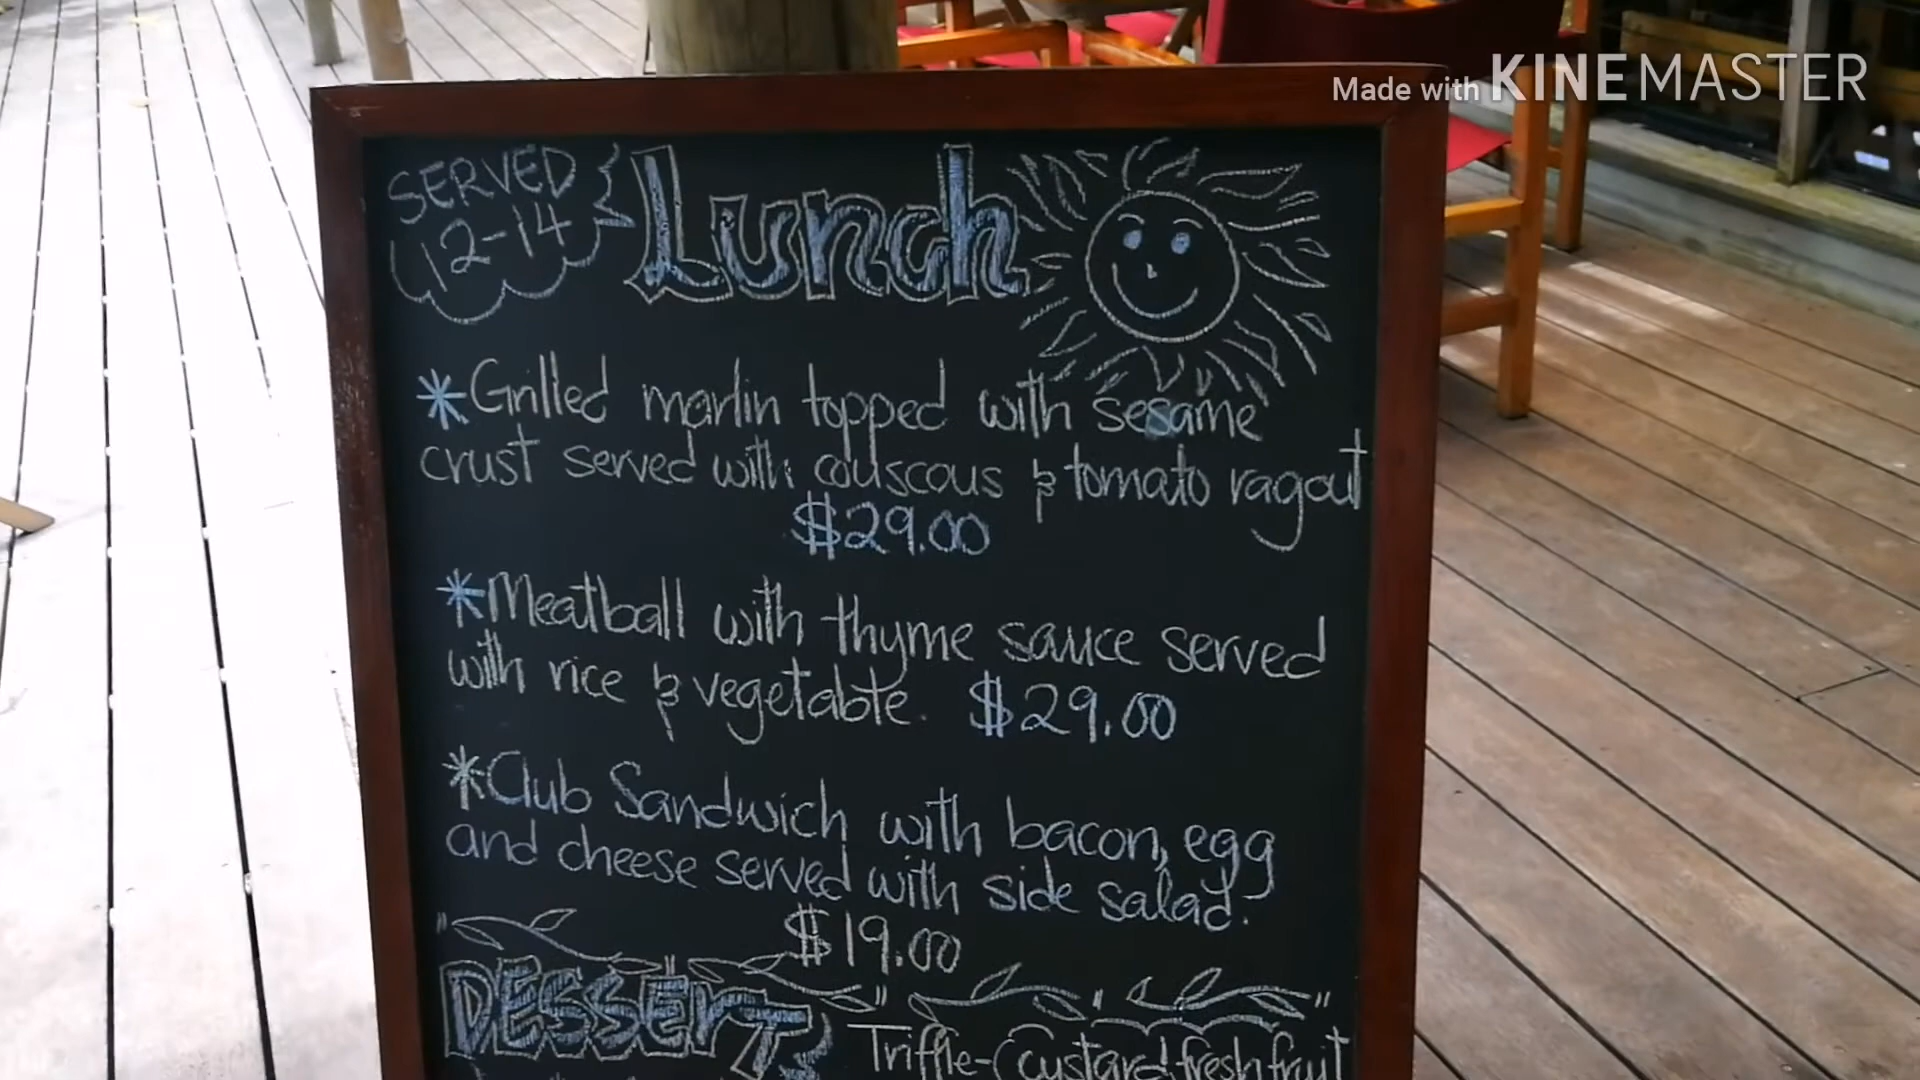 Made with KINEMASTER
SERVED
12-14
Lunch
*Grilled marlin topped with sesame
crust served with couscous & tomato ragout
$29.00
*Meatball with thyme sauce served
with rice & vegetable. $29.00
*Club Sandwich with bacon, egg
and cheese served with side salad.
$19.00
DESSERT
Triffle-(custard, fresh fruit